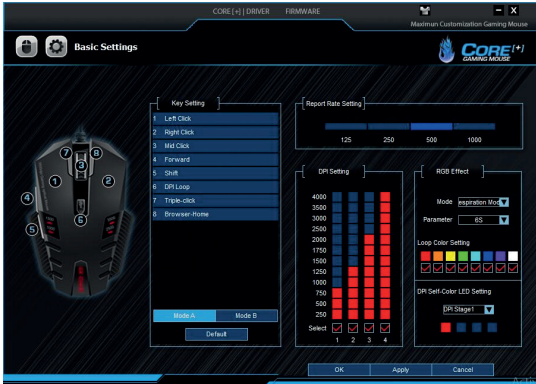 CORE [+] | DRIVER FIRMWARE
Maximun Customization Gaming Mouse
Basic Settings
CORE [+]
GAMING MOUSE
Key Setting
1 Left Click
2 Right Click
3 Mid Click
4 Forward
5 Shift
6 DPI Loop
7 Triple-click
8 Browser-Home
Mode A Mode B
Default
7 8
3
1 2
4
6
5
Report Rate Setting
125 250 500 1000
DPI Setting
4000
3500
3000
2500
2000
1750
1500
1250
1000
750
500
250
Select
1 2 3 4
RGB Effect
Mode espiration Mod
Parameter 6S
Loop Color Setting
DPI Self-Color LED Setting
DPI Stage1
OK Apply Cancel